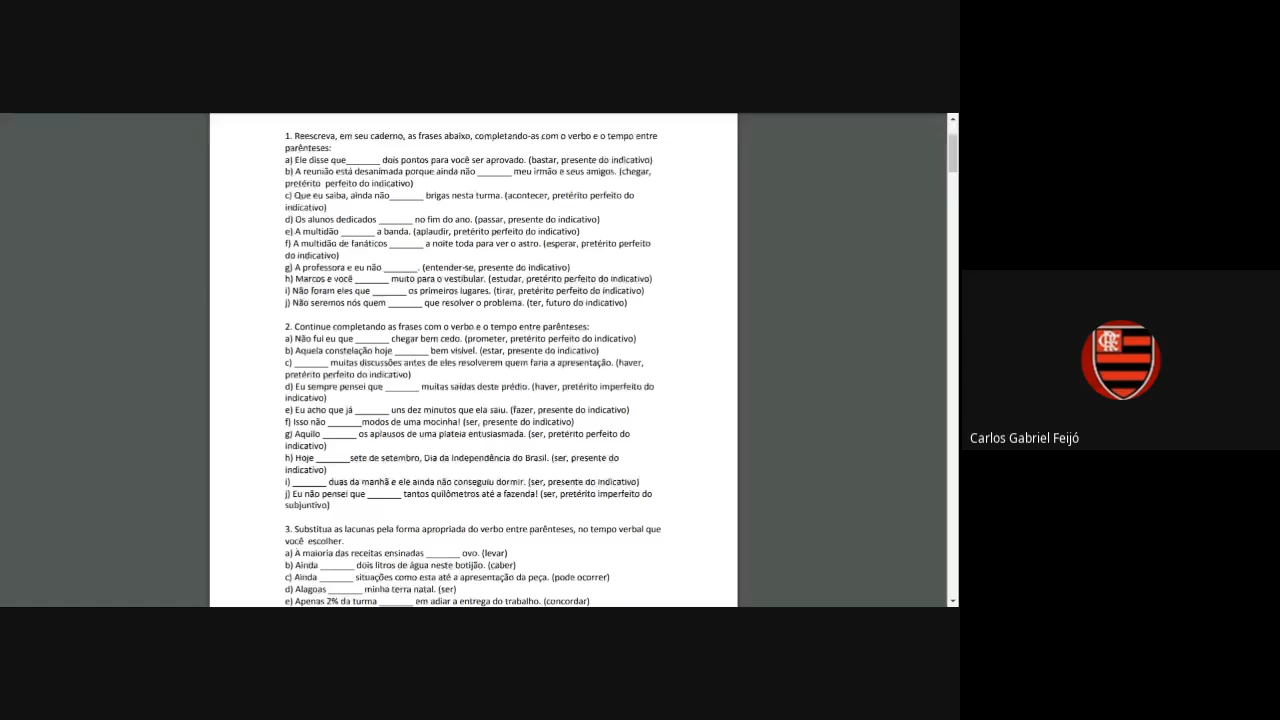 1. Reescreva, em seu caderno, as frases abaixo, completando-as com o verbo e o tempo entre
parênteses:
a) Ele disse que_______ dois pontos para você ser aprovado. (bastar, presente do indicativo)
b) A reunião está desanimada porque ainda não _______ meu irmão e seus amigos. (chegar,
pretérito perfeito do indicativo)
c) Que eu saiba, ainda não_______ brigas nesta turma. (acontecer, pretérito perfeito do
indicativo)
d) Os alunos dedicados _______ no fim do ano. (passar, presente do indicativo)
e) A multidão _______ a banda. (aplaudir, pretérito perfeito do indicativo)
f) A multidão de fanáticos _______ a noite toda para ver o astro. (esperar, pretérito perfeito
do indicativo)
g) A professora e eu não _______. (entender-se, presente do indicativo)
h) Marcos e você _______ muito para o vestibular. (estudar, pretérito perfeito do indicativo)
i) Não foram eles que _______ os primeiros lugares. (tirar, pretérito perfeito do indicativo)
j) Não seremos nós quem _______ que resolver o problema. (ter, futuro do indicativo)
2. Continue completando as frases com o verbo e o tempo entre parênteses:
a) Não fui eu que _______ chegar bem cedo. (prometer, pretérito perfeito do indicativo)
b) Aquela constelação hoje _______ bem visível. (estar, presente do indicativo)
c) _______ muitas discussões antes de eles resolverem quem faria a apresentação. (haver,
pretérito perfeito do indicativo)
d) Eu sempre pensei que _______ muitas saídas deste prédio. (haver, pretérito imperfeito do
indicativo)
e) Eu acho que já _______ uns dez minutos que ela saiu. (fazer, presente do indicativo)
f) Isso não _______modos de uma mocinha! (ser, presente do indicativo)
g) Aquilo _______ os aplausos de uma plateia entusiasmada. (ser, pretérito perfeito do
indicativo)
h) Hoje _______sete de setembro, Dia da Independência do Brasil. (ser, presente do
indicativo)
i) _______ duas da manhã e ele ainda não conseguiu dormir. (ser, presente do indicativo)
j) Eu não pensei que _______ tantos quilômetros até a fazenda! (ser, pretérito imperfeito do
subjuntivo)
3. Substitua as lacunas pela forma apropriada do verbo entre parênteses, no tempo verbal que
você escolher.
a) A maioria das receitas ensinadas _______ ovo. (levar)
b) Ainda _______ dois litros de água neste botijão. (caber)
c) Ainda _______ situações como esta até a apresentação da peça. (pode ocorrer)
d) Alagoas _______ minha terra natal. (ser)
e) Apenas 2% da turma _______ em adiar a entrega do trabalho. (concordar)
Carlos Gabriel Feijó